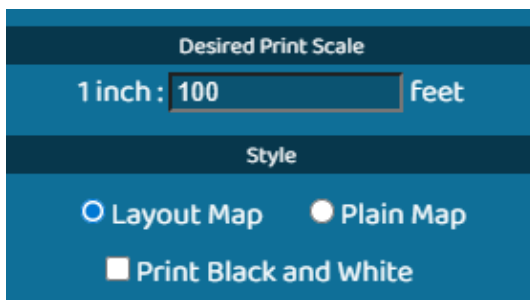 Desired Print Scale
1 inch : 100 feet
Style
Layout Map Plain Map
Print Black and White